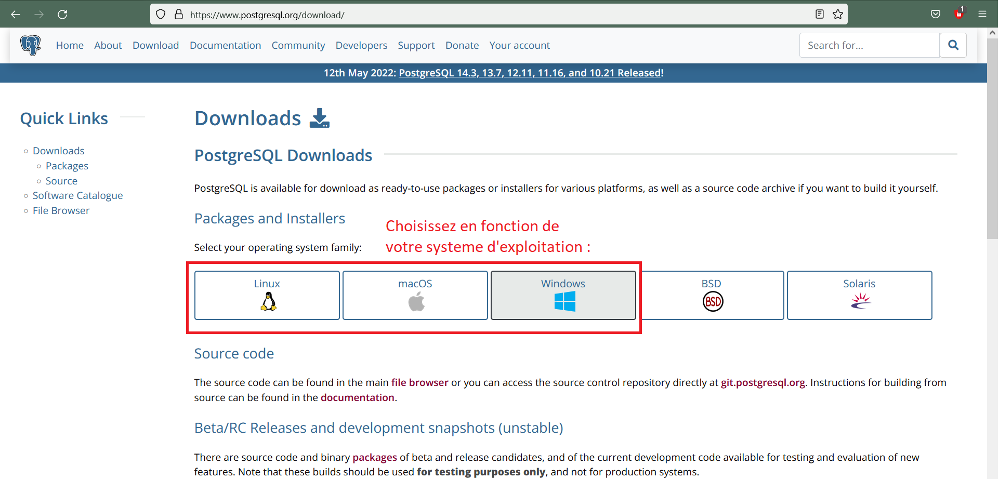 https://www.postgresql.org/download/
1
Home About Download Documentation Community Developers Support Donate Your account
Search for...
12th May 2022: PostgreSQL 14.3, 13.7, 12.11, 11.16, and 10.21 Released!
Quick Links
Downloads
Packages
Source
Software Catalogue
File Browser
Downloads
PostgreSQL Downloads
PostgreSQL is available for download as ready-to-use packages or installers for various platforms, as well as a source code archive if you want to build it yourself.
Packages and Installers
Choisissez en fonction de
votre systeme d'exploitation :
Select your operating system family:
Linux
macOS
Windows
BSD
BSD
Solaris
Source code
The source code can be found in the main file browser or you can access the source control repository directly at git.postgresql.org. Instructions for building from
source can be found in the documentation.
Beta/RC Releases and development snapshots (unstable)
There are source code and binary packages of beta and release candidates, and of the current development code available for testing and evaluation of new
features. Note that these builds should be used for testing purposes only, and not for production systems.